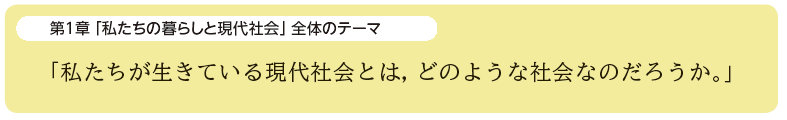 第1章「私たちの暮らしと現代社会」全体のテーマ
「私たちが生きている現代社会とは，どのような社会なのだろうか。」